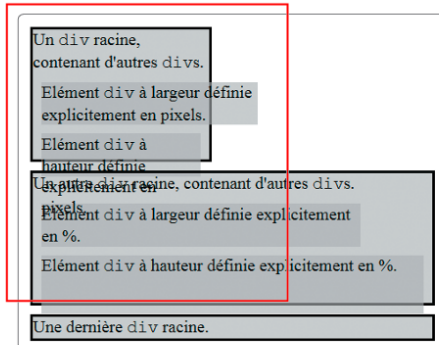 Un div racine,
contenant d'autres divs.
Elément div à largeur définie
explicitement en pixels.
Elément div à
hauteur définie
explicitement en
pixels.
Un autre div racine, contenant d'autres divs.
Elément div à largeur définie explicitement
en %.
Elément div à hauteur définie explicitement en %.
Une dernière div racine.